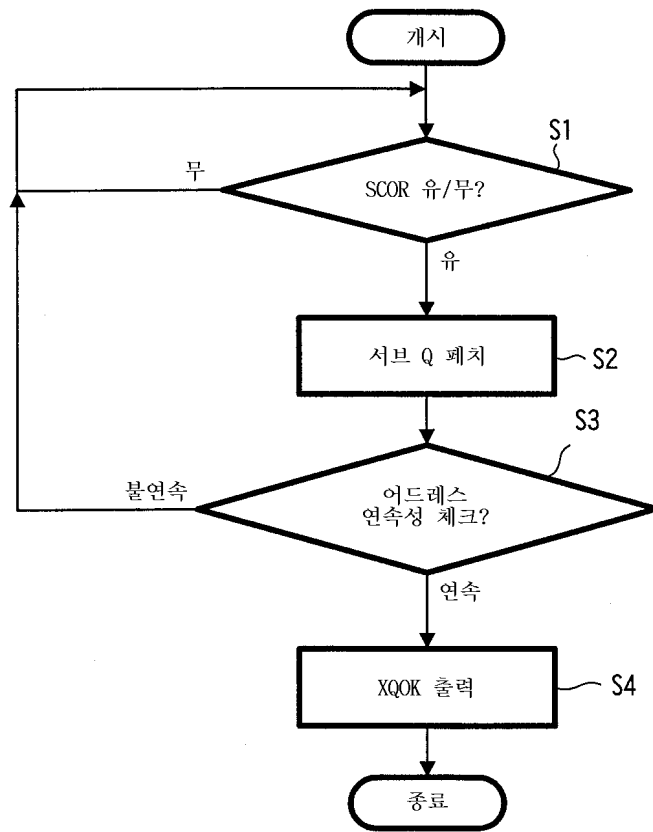 개시
S1
무
SCOR 유/무?
유
서브 Q 페치
S2
S3
불연속
어드레스
연속성 체크?
연속
XQOK 출력
S4
종료